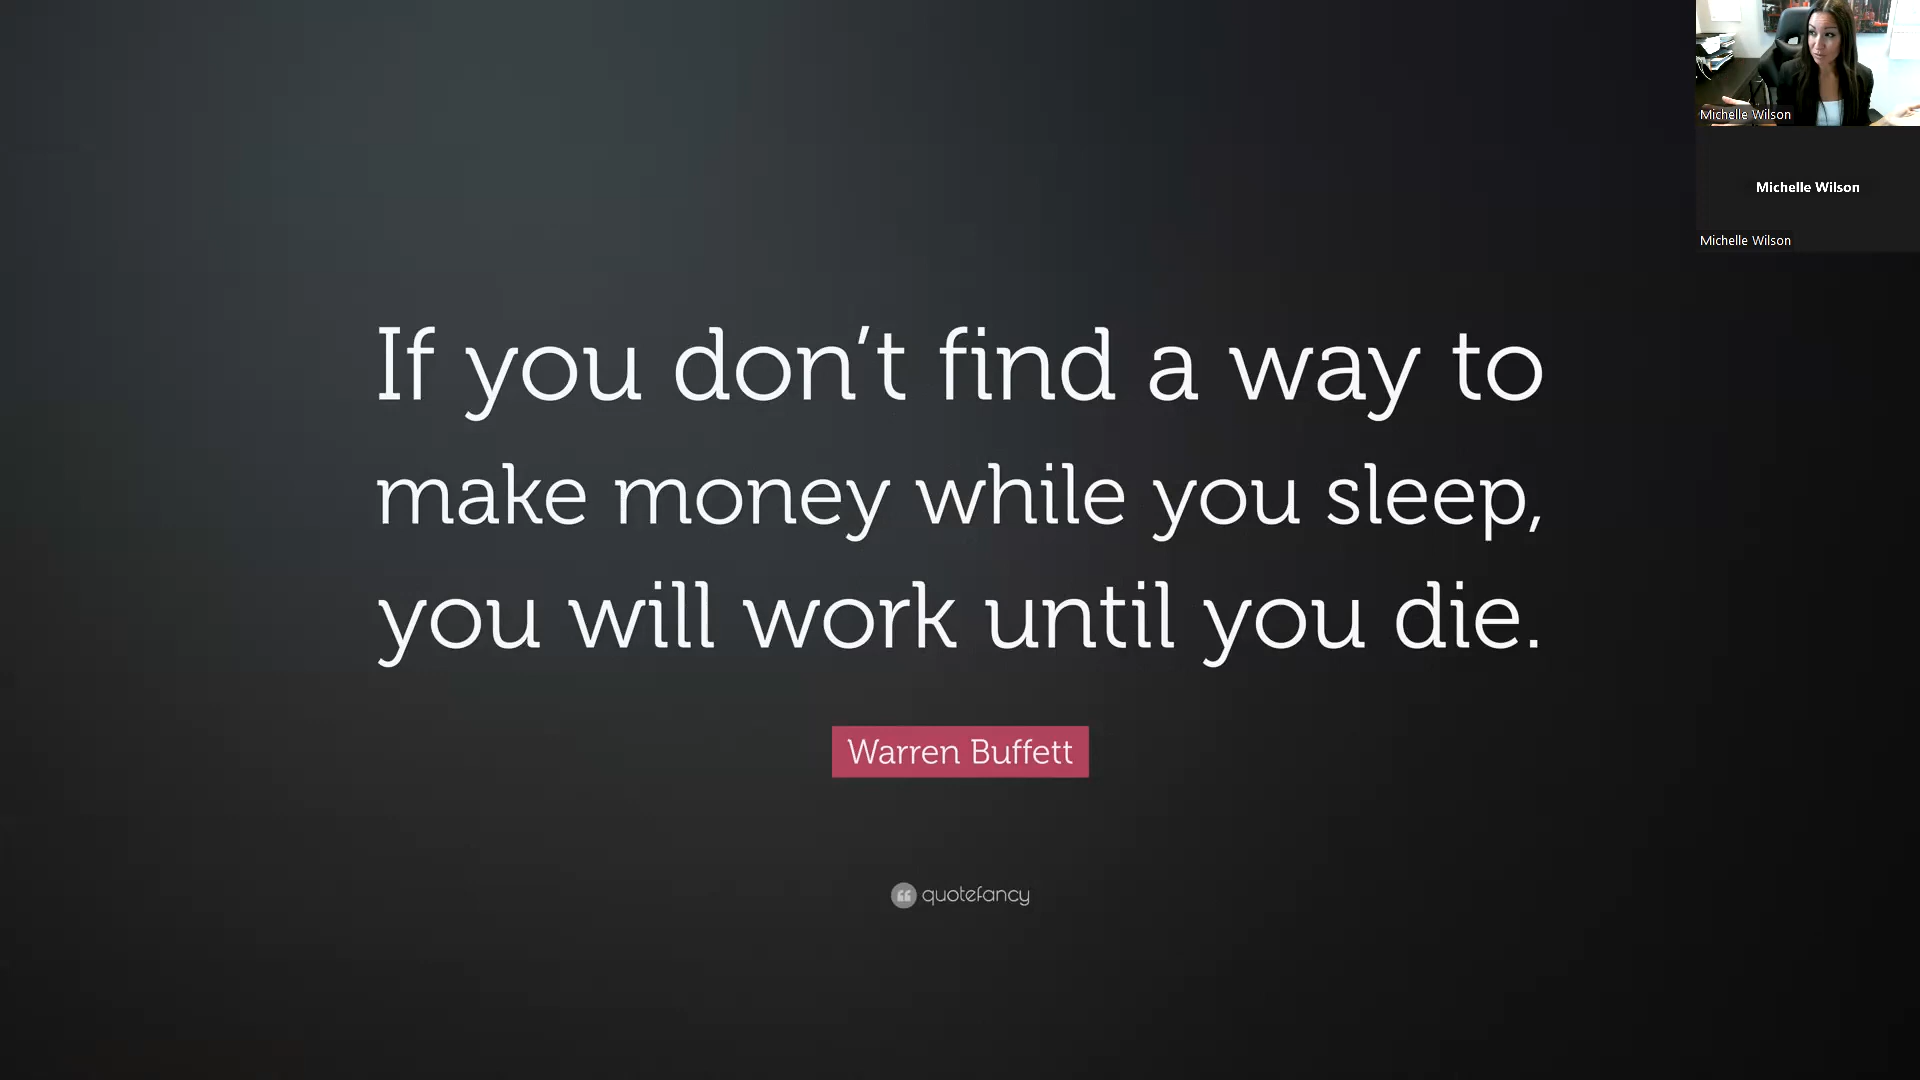 Michelle Wilson
Michelle Wilson
Michelle Wilson
If you don’t find a way to
make money while you sleep,
you will work until you die.
Warren Buffett
quotefancy